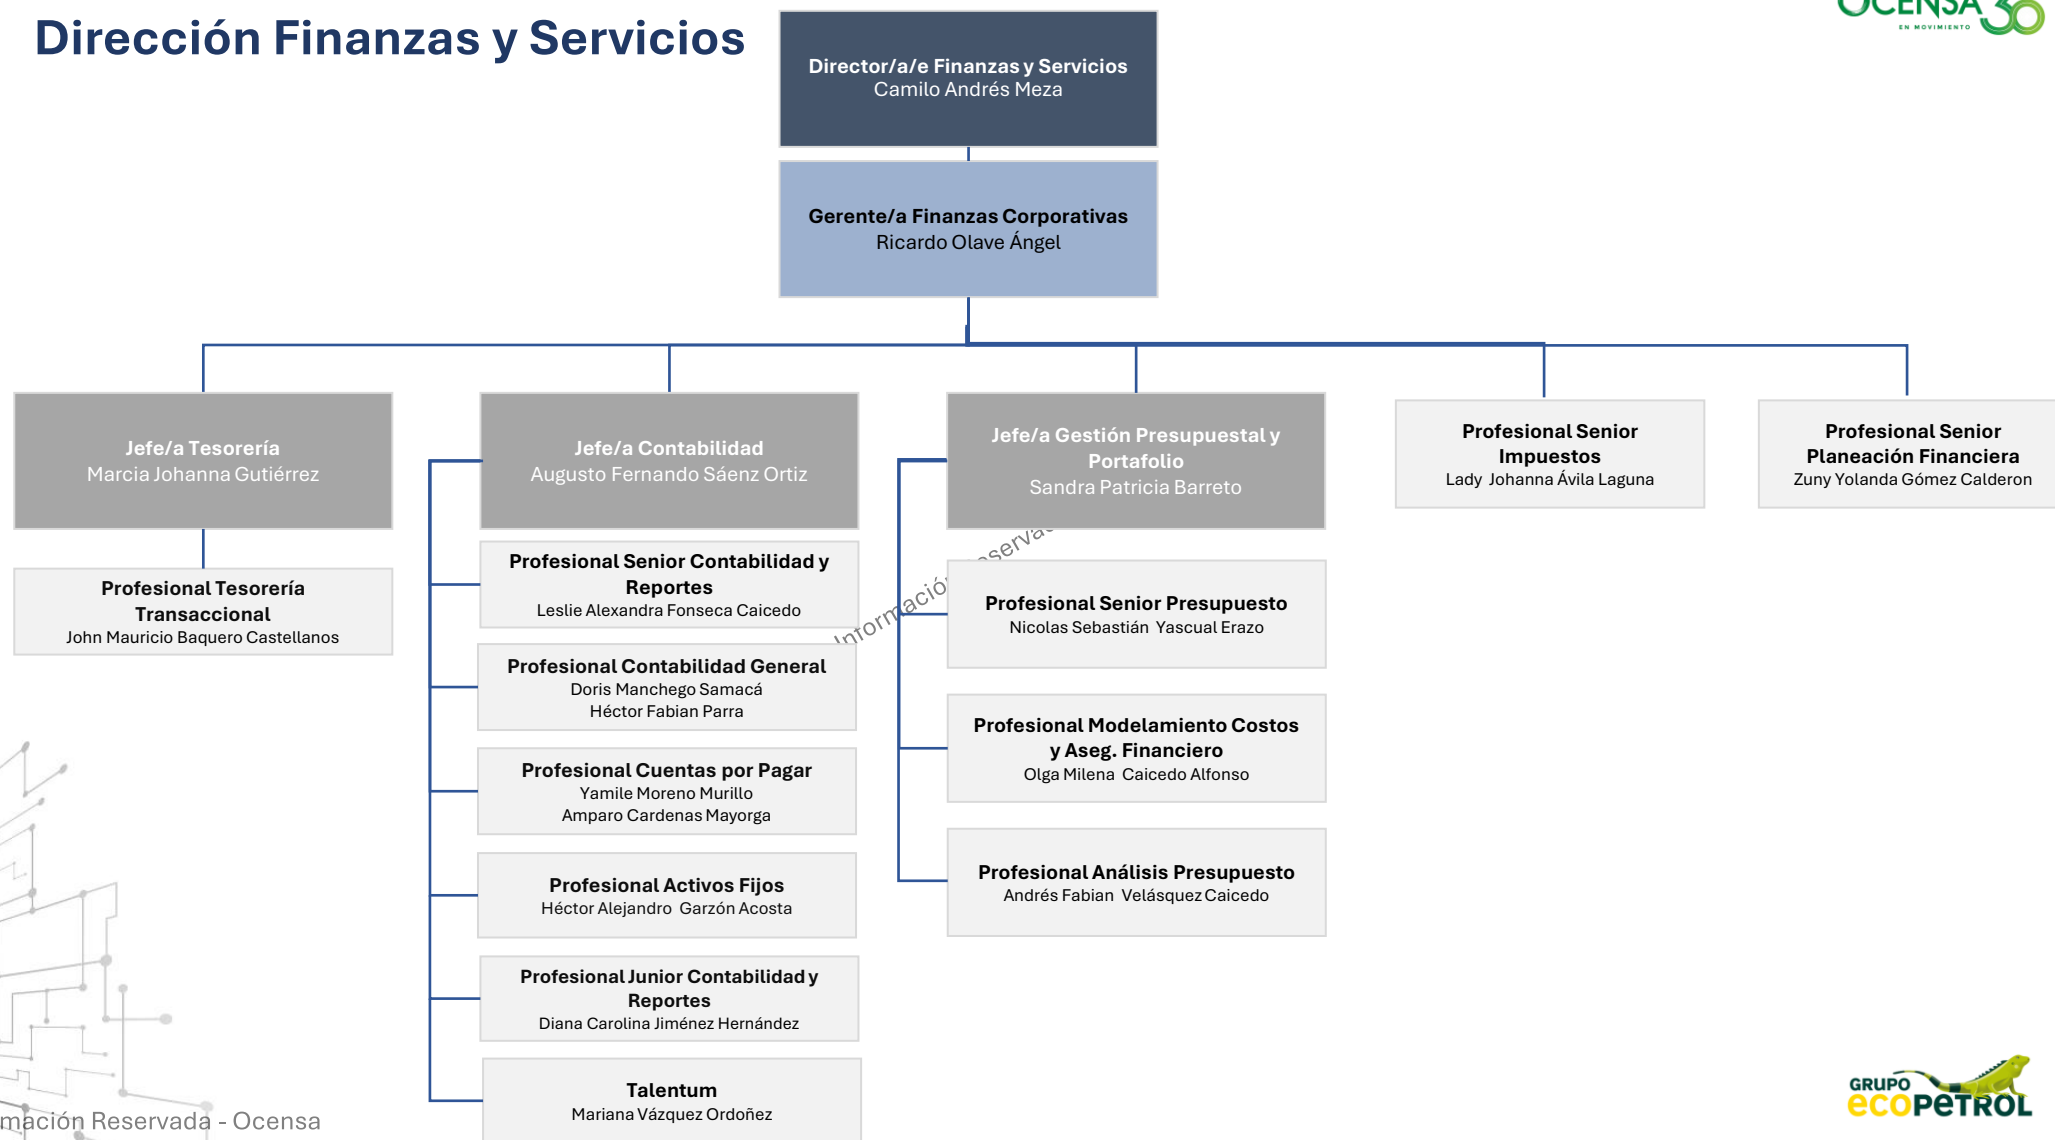 Dirección Finanzas y Servicios
OCENSA 30
EN MOVIMIENTO
Director/a/e Finanzas y Servicios
Camilo Andrés Meza
Gerente/a Finanzas Corporativas
Ricardo Olave Ángel
Jefe/a Tesorería
Marcia Johanna Gutiérrez
Profesional Tesorería
Transaccional
John Mauricio Baquero Castellanos
Jefe/a Contabilidad
Augusto Fernando Sáenz Ortiz
Profesional Senior Contabilidad y
Reportes
Leslie Alexandra Fonseca Caicedo
Profesional Contabilidad General
Doris Manchego Samacá
Héctor Fabian Parra
Profesional Cuentas por Pagar
Yamile Moreno Murillo
Amparo Cardenas Mayorga
Profesional Activos Fijos
Héctor Alejandro Garzón Acosta
Profesional Junior Contabilidad y
Reportes
Diana Carolina Jiménez Hernández
Talentum
Mariana Vázquez Ordoñez
Jefe/a Gestión Presupuestal y
Portafolio
Sandra Patricia Barreto
Profesional Senior Presupuesto
Nicolas Sebastián Yascual Erazo
Profesional Modelamiento Costos
y Aseg. Financiero
Olga Milena Caicedo Alfonso
Profesional Análisis Presupuesto
Andrés Fabian Velásquez Caicedo
Profesional Senior
Impuestos
Lady Johanna Ávila Laguna
Profesional Senior
Planeación Financiera
Zuny Yolanda Gómez Calderon
Informació
eserva
mación Reservada - Ocensa
GRUPO
ecopetrol